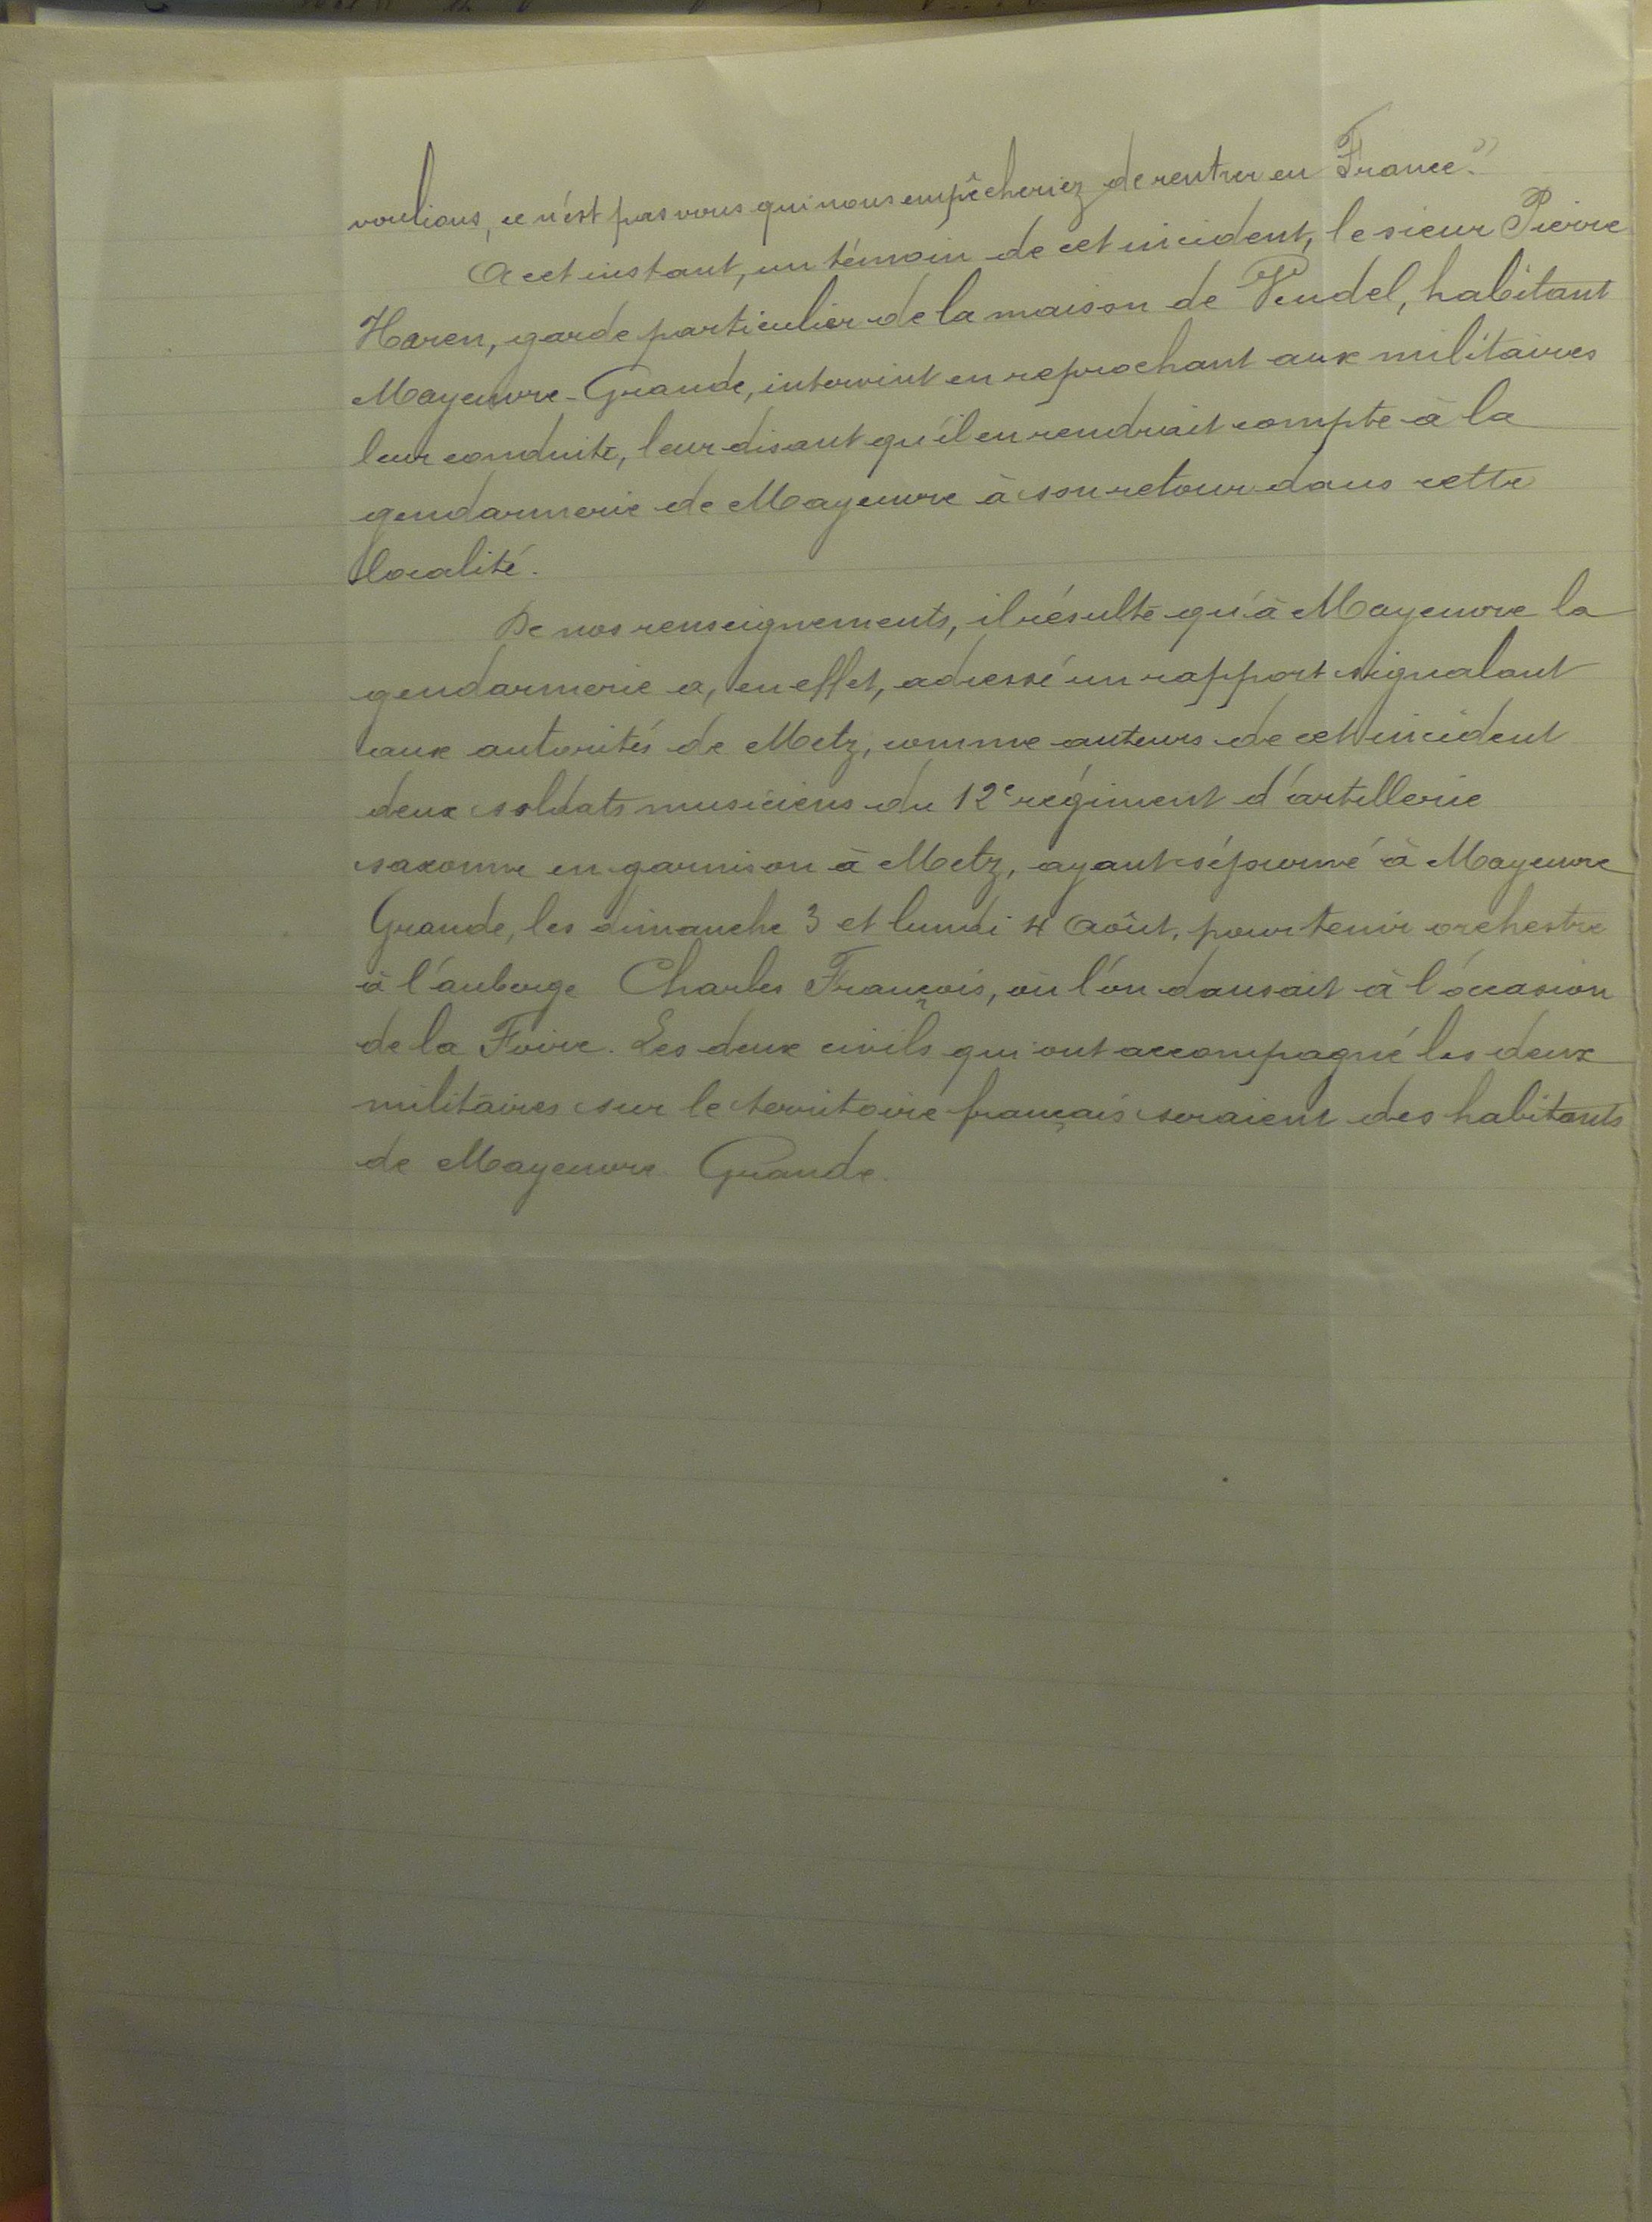 voulions, ce n'est pas vous qui nous empêcheriez de rentrer en France."
A cet instant, un témoin de cet incident, le sieur Pierre
Haren, garde particulier de la maison de Vendel, habitant
Moyeuvre-Grande, intervint en reprochant aux militaires
leur conduite, leur disant qu'il en rendrait compte à la
gendarmerie de Moyeuvre à son retour dans cette
localité.
De nos renseignements, il résulte qu'à Moyeuvre la
gendarmerie a, en effet, adressé un rapport signalant
aux autorités de Metz, comme auteurs de cet incident
deux soldats musiciens du 12e régiment d'artillerie
saxonne en garnison à Metz, ayant séjourné à Moyeuvre
Grande, les dimanche 3 et lundi 4 Août, pour tenir orchestre
à l'auberge Charles François, où l'on dansait à l'occasion
de la Foire. Les deux civils qui ont accompagné les deux
militaires sur le territoire français seraient des habitants
de Moyeuvre Grande.